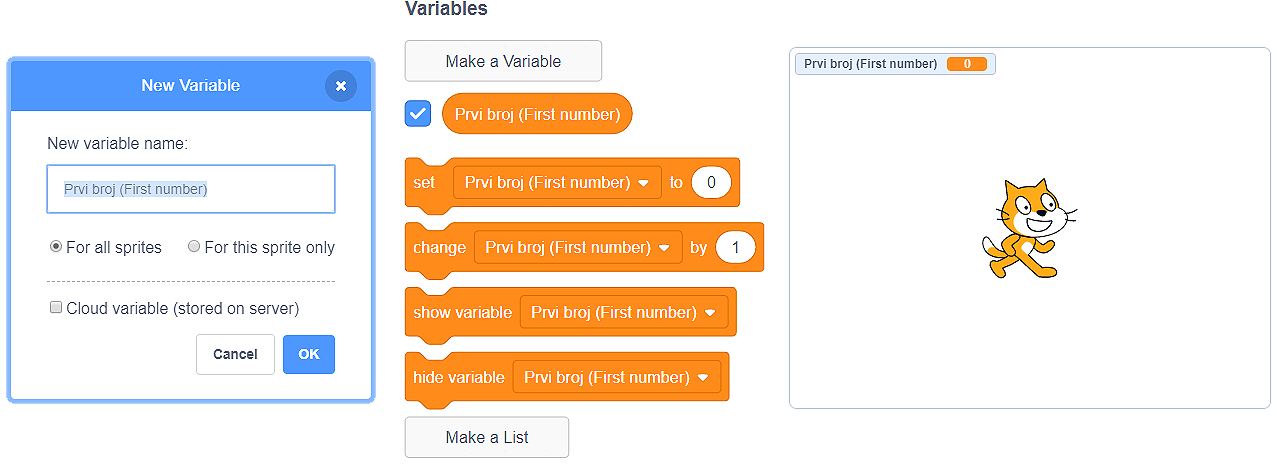 New Variable
New variable name:
Prvi broj (First number)
For all sprites
For this sprite only
Cloud variable (stored on server)
Cancel
OK
Variables
Make a Variable
Prvi broj (First number)
set Prvi broj (First number) to 0
change Prvi broj (First number) by 1
show variable Prvi broj (First number)
hide variable Prvi broj (First number)
Make a List
Prvi broj (First number) 0